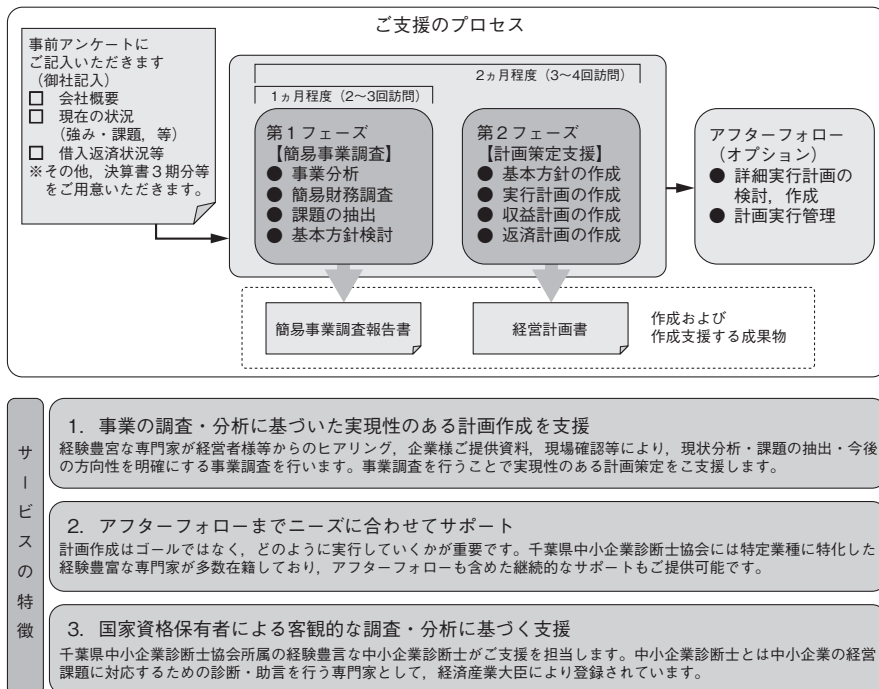 ご支援のプロセス
事前アンケートに
ご記入いただきます
(御社記入)
□ 会社概要
□ 現在の状況
(強み・課題，等)
□ 借入返済状況等
※その他，決算書３期分等
をご用意いただきます。
2ヵ月程度（3～4回訪問）
1ヵ月程度（2～3回訪問）
第１フェーズ
【簡易事業調査】
● 事業分析
● 簡易財務調査
● 課題の抽出
● 基本方針検討
第２フェーズ
【計画策定支援】
● 基本方針の作成
● 実行計画の作成
● 収益計画の作成
● 返済計画の作成
アフターフォロー
（オプション）
● 詳細実行計画の
検討，作成
● 計画実行管理
簡易事業調査報告書
経営計画書
作成および
作成支援する成果物
サービスの特徴
1．事業の調査・分析に基づいた実現性のある計画作成を支援
経験豊富な専門家が経営者様等からのヒアリング，企業様ご提供資料，現場確認等により，現状分析・課題の抽出・今後
の方向性を明確にする事業調査を行います。事業調査を行うことで実現性のある計画策定をこ支援します。
2．アフターフォローまでニーズに合わせてサポート
計画作成はゴールではなく，どのように実行していくかが重要です。千葉県中小企業診断士協会には特定業種に特化した
経験豊富な専門家が多数在籍しており，アフターフォローも含めた継続的なサポートもご提供可能です。
3．国家資格保有者による客観的な調査・分析に基づく支援
千葉県中小企業診断士協会所属の経験豊言な中小企業診断士がご支援を担当します。中小企業診断士とは中小企業の経営
課題に対応するための診断・助言を行う専門家として，経済産業大臣により登録されています。